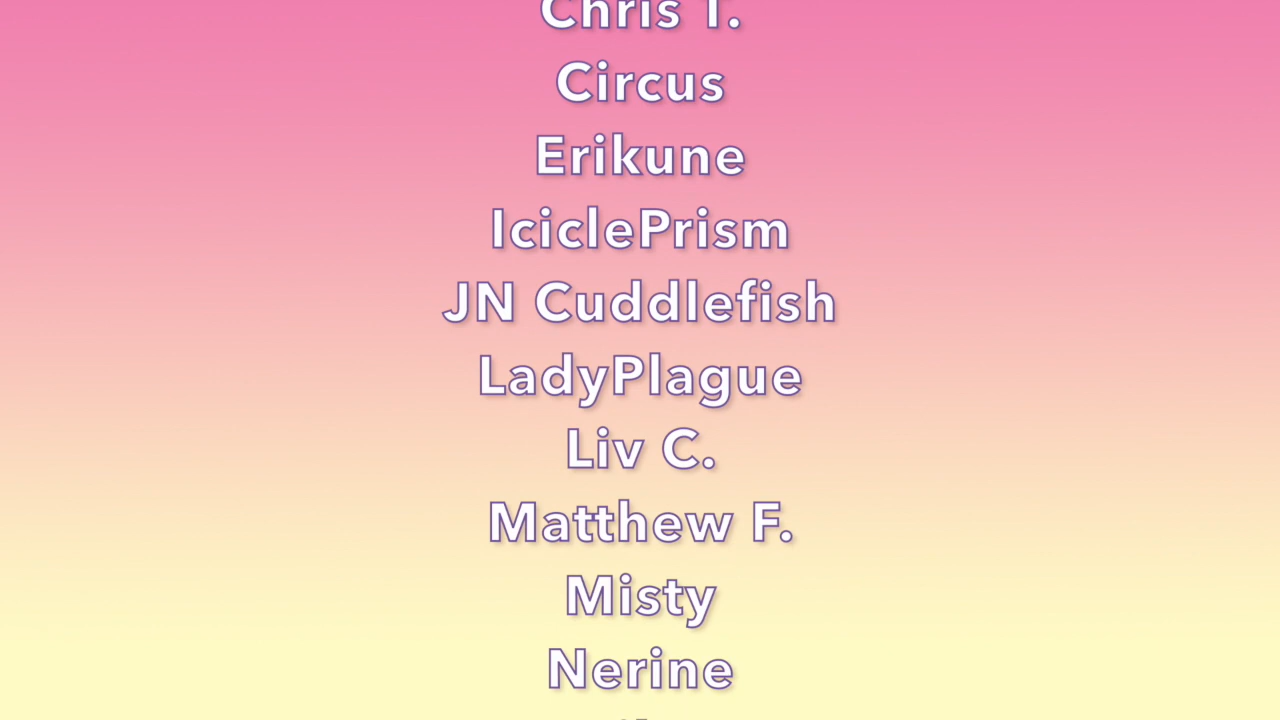 Chris T.
Circus
Erikune
IciclePrism
JN Cuddlefish
LadyPlague
Liv C.
Matthew F.
Misty
Nerine